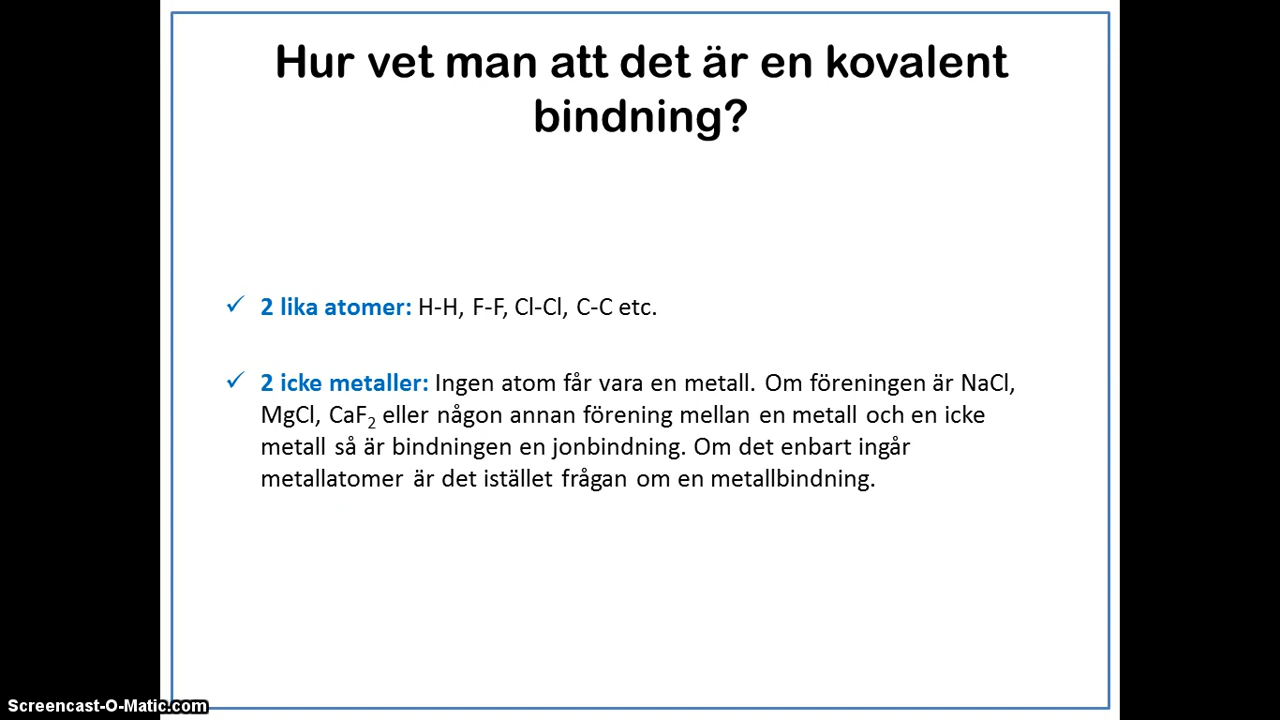 Hur vet man att det är en kovalent
bindning?
✓ 2 lika atomer: H-H, F-F, Cl-Cl, C-C etc.
✓ 2 icke metaller: Ingen atom får vara en metall. Om föreningen är NaCl,
MgCl, CaF₂ eller någon annan förening mellan en metall och en icke
metall så är bindningen en jonbindning. Om det enbart ingår
metallatomer är det istället frågan om en metallbindning.
Screencast-O-Matic.com